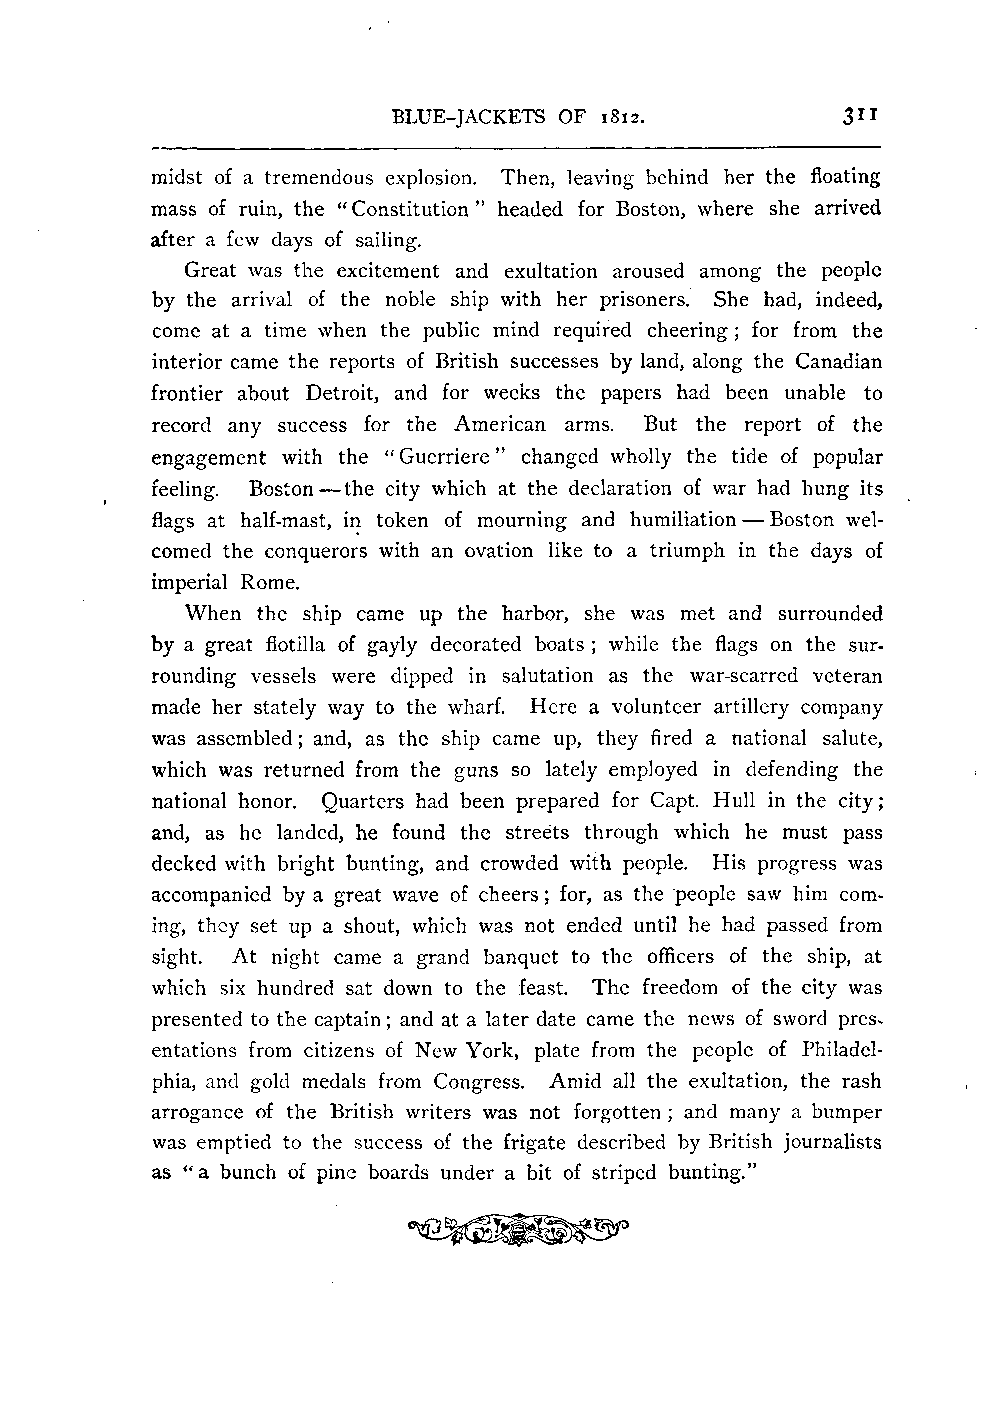 BLUE-JACKETS OF 1812. 311
midst of a tremendous explosion. Then, leaving behind her the floating
mass of ruin, the "Constitution" headed for Boston, where she arrived
after a few days of sailing.
Great was the excitement and exultation aroused among the people
by the arrival of the noble ship with her prisoners. She had, indeed,
come at a time when the public mind required cheering; for from the
interior came the reports of British successes by land, along the Canadian
frontier about Detroit, and for weeks the papers had been unable to
record any success for the American arms. But the report of the
engagement with the "Guerriere" changed wholly the tide of popular
feeling. Boston—the city which at the declaration of war had hung its
flags at half-mast, in token of mourning and humiliation—Boston wel-
comed the conquerors with an ovation like to a triumph in the days of
imperial Rome.
When the ship came up the harbor, she was met and surrounded
by a great flotilla of gayly decorated boats; while the flags on the sur-
rounding vessels were dipped in salutation as the war-scarred veteran
made her stately way to the wharf. Here a volunteer artillery company
was assembled; and, as the ship came up, they fired a national salute,
which was returned from the guns so lately employed in defending the
national honor. Quarters had been prepared for Capt. Hull in the city;
and, as he landed, he found the streets through which he must pass
decked with bright bunting, and crowded with people. His progress was
accompanied by a great wave of cheers; for, as the people saw him com-
ing, they set up a shout, which was not ended until he had passed from
sight. At night came a grand banquet to the officers of the ship, at
which six hundred sat down to the feast. The freedom of the city was
presented to the captain; and at a later date came the news of sword pres-
entations from citizens of New York, plate from the people of Philadel-
phia, and gold medals from Congress. Amid all the exultation, the rash
arrogance of the British writers was not forgotten; and many a bumper
was emptied to the success of the frigate described by British journalists
as "a bunch of pine boards under a bit of striped bunting."